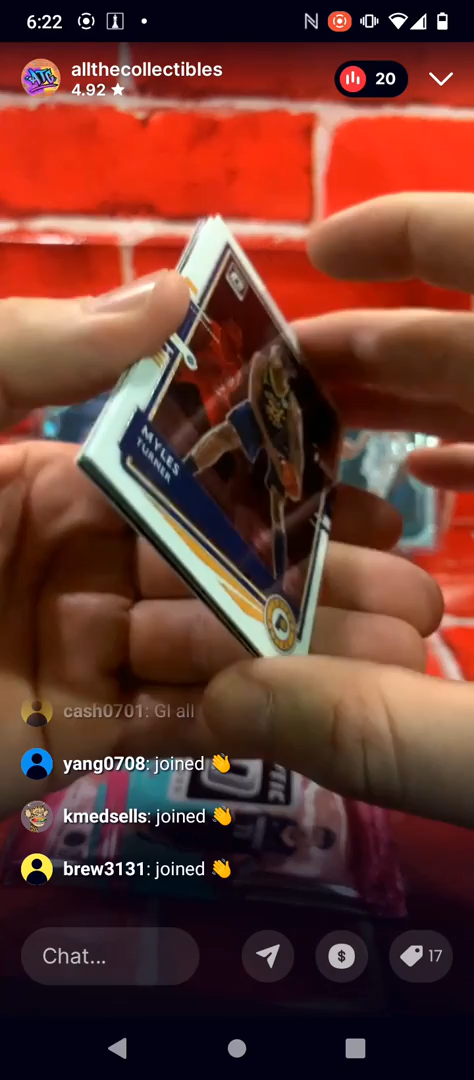 6:22
allthecollectibles
4.92 ★
20
MYLES
TURNER
cash0701: Gl all
yang0708: joined 👋
kmedsells: joined 👋
brew3131: joined 👋
Chat...
$
17